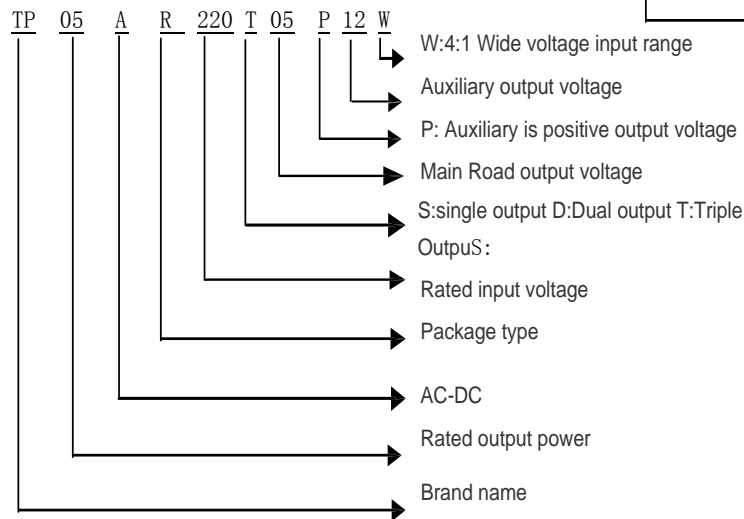 TP 05 A R 220 T 05 P 12 W
W:4:1 Wide voltage input range
Auxiliary output voltage
P: Auxiliary is positive output voltage
Main Road output voltage
S:single output D:Dual output T:Triple
OutpuS:
Rated input voltage
Package type
AC-DC
Rated output power
Brand name